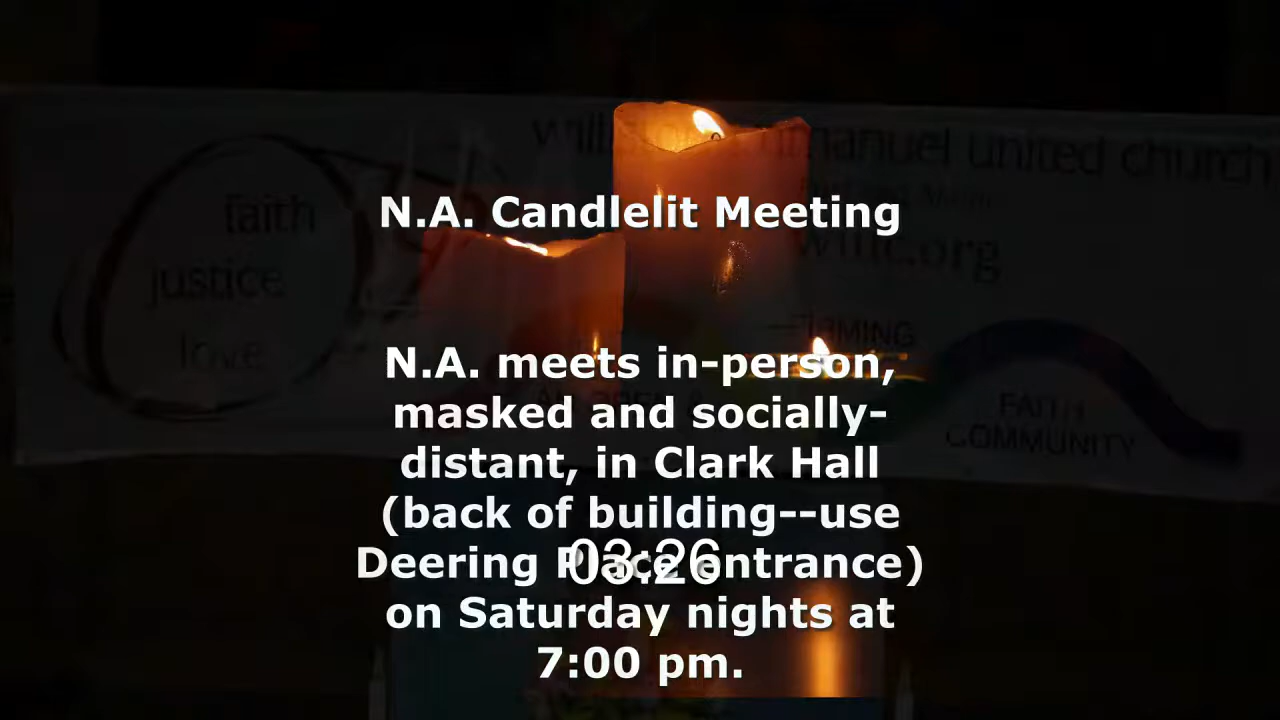 N.A. Candlelit Meeting
N.A. meets in-person,
masked and socially-
distant, in Clark Hall
(back of building--use
Deering Place entrance)
03:26
on Saturday nights at
7:00 pm.
faith
justice
love
united church
FAITH
COMMUNITY